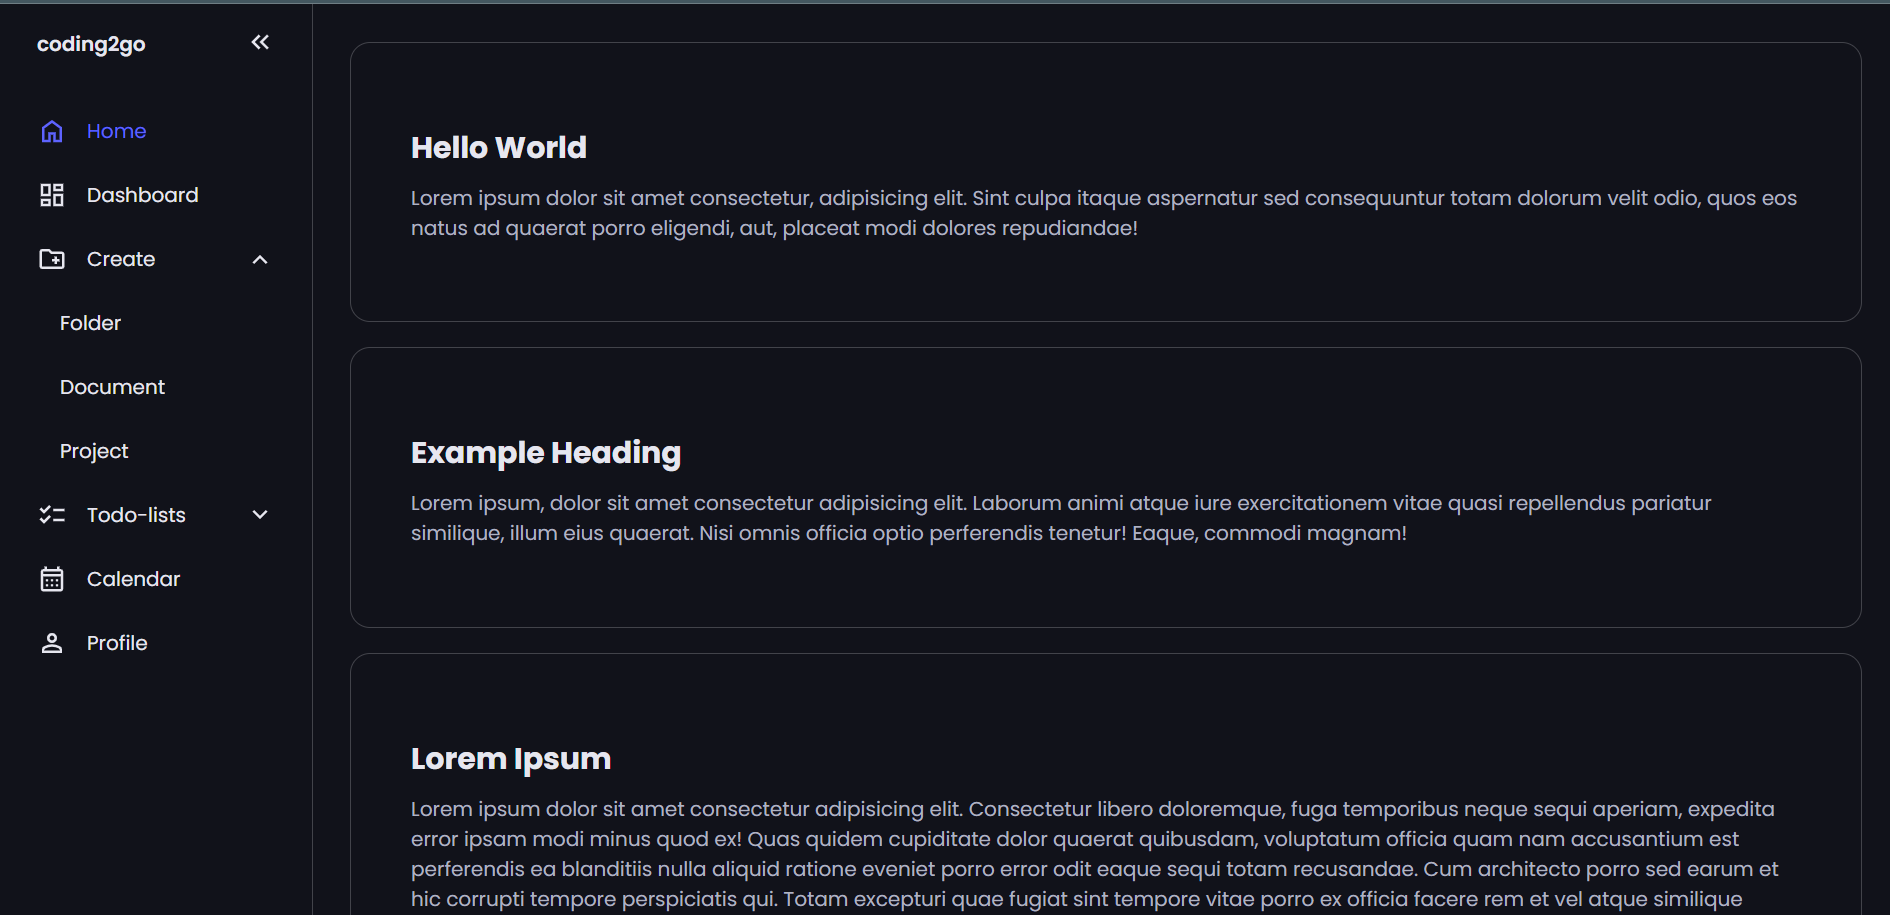 coding2go
Home
Dashboard
Create
Folder
Document
Project
Todo-lists
Calendar
Profile
Hello World
Lorem ipsum dolor sit amet consectetur, adipisicing elit. Sint culpa itaque aspernatur sed consequuntur totam dolorum velit odio, quos eos
natus ad quaerat porro eligendi, aut, placeat modi dolores repudiandae!
Example Heading
Lorem ipsum, dolor sit amet consectetur adipisicing elit. Laborum animi atque iure exercitationem vitae quasi repellendus pariatur
similique, illum eius quaerat. Nisi omnis officia optio perferendis tenetur! Eaque, commodi magnam!
Lorem Ipsum
Lorem ipsum dolor sit amet consectetur adipisicing elit. Consectetur libero doloremque, fuga temporibus neque sequi aperiam, expedita
error ipsam modi minus quod ex! Quas quidem cupiditate dolor quaerat quibusdam, voluptatum officia quam nam accusantium est
perferendis ea blanditiis nulla aliquid ratione eveniet porro error odit eaque sequi totam recusandae. Cum architecto porro sed earum et
hic corrupti tempore perspiciatis qui. Totam excepturi quae fugiat sint tempore vitae porro ex officia facere rem et vel atque similique